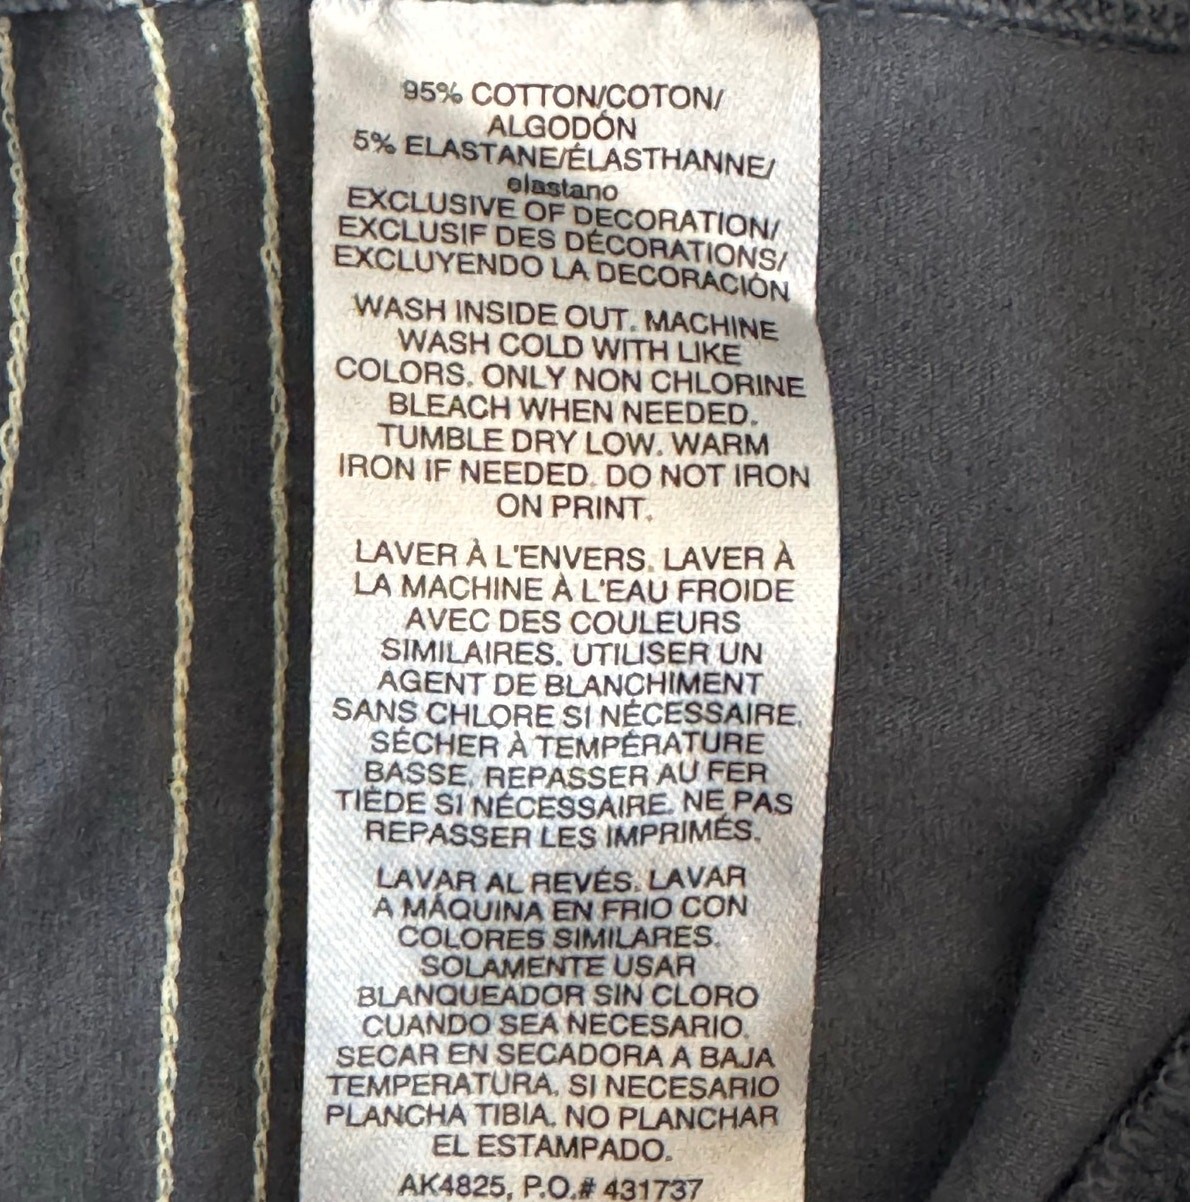 95% COTTON/COTON/
ALGODÓN
5% ELASTANE/ÉLASTHANNE/
elastano
EXCLUSIVE OF DECORATION/
EXCLUSIF DES DÉCORATIONS/
EXCLUYENDO LA DECORACIÓN
WASH INSIDE OUT. MACHINE
WASH COLD WITH LIKE
COLORS. ONLY NON CHLORINE
BLEACH WHEN NEEDED.
TUMBLE DRY LOW. WARM
IRON IF NEEDED. DO NOT IRON
ON PRINT.
LAVER À L'ENVERS. LAVER À
LA MACHINE À L'EAU FROIDE
AVEC DES COULEURS
SIMILAIRES. UTILISER UN
AGENT DE BLANCHIMENT
SANS CHLORE SI NÉCESSAIRE.
SÉCHER À TEMPÉRATURE
BASSE. REPASSER AU FER
TIÈDE SI NÉCESSAIRE. NE PAS
REPASSER LES IMPRIMÉS.
LAVAR AL REVÉS. LAVAR
A MÁQUINA EN FRIO CON
COLORES SIMILARES.
SOLAMENTE USAR
BLANQUEADOR SIN CLORO
CUANDO SEA NECESARIO.
SECAR EN SECADORA A BAJA
TEMPERATURA. SI NECESARIO
PLANCHA TIBIA. NO PLANCHAR
EL ESTAMPADO.
AK4825, P.O.# 431737